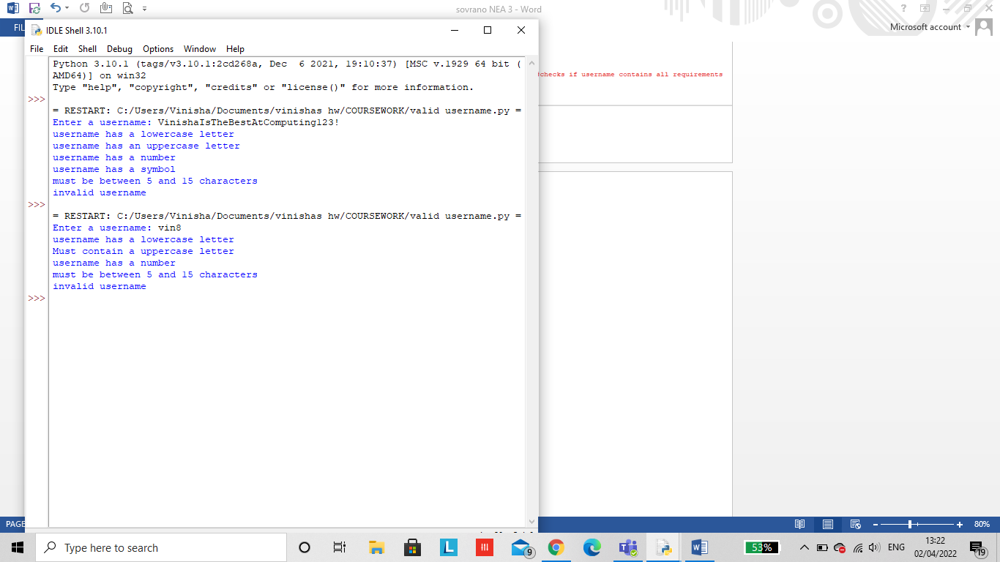 sovrano NEA 3 - Word
FIL
Microsoft account
IDLE Shell 3.10.1
File Edit Shell Debug Options Window Help
Python 3.10.1 (tags/v3.10.1:2cd268a, Dec  6 2021, 19:10:37) [MSC v.1929 64 bit (
AMD64)] on win32
Type "help", "copyright", "credits" or "license()" for more information.
>>>
= RESTART: C:/Users/Vinisha/Documents/vinishas hw/COURSEWORK/valid username.py =
Enter a username: VinishaIsTheBestAtComputing123!
username has a lowercase letter
username has an uppercase letter
username has a number
username has a symbol
must be between 5 and 15 characters
invalid username
>>>
= RESTART: C:/Users/Vinisha/Documents/vinishas hw/COURSEWORK/valid username.py =
Enter a username: vin8
username has a lowercase letter
Must contain a uppercase letter
username has a number
must be between 5 and 15 characters
invalid username
>>>
#checks if username contains all requirements
PAGE
80%
Type here to search
9
53%
ENG
13:22
02/04/2022
19